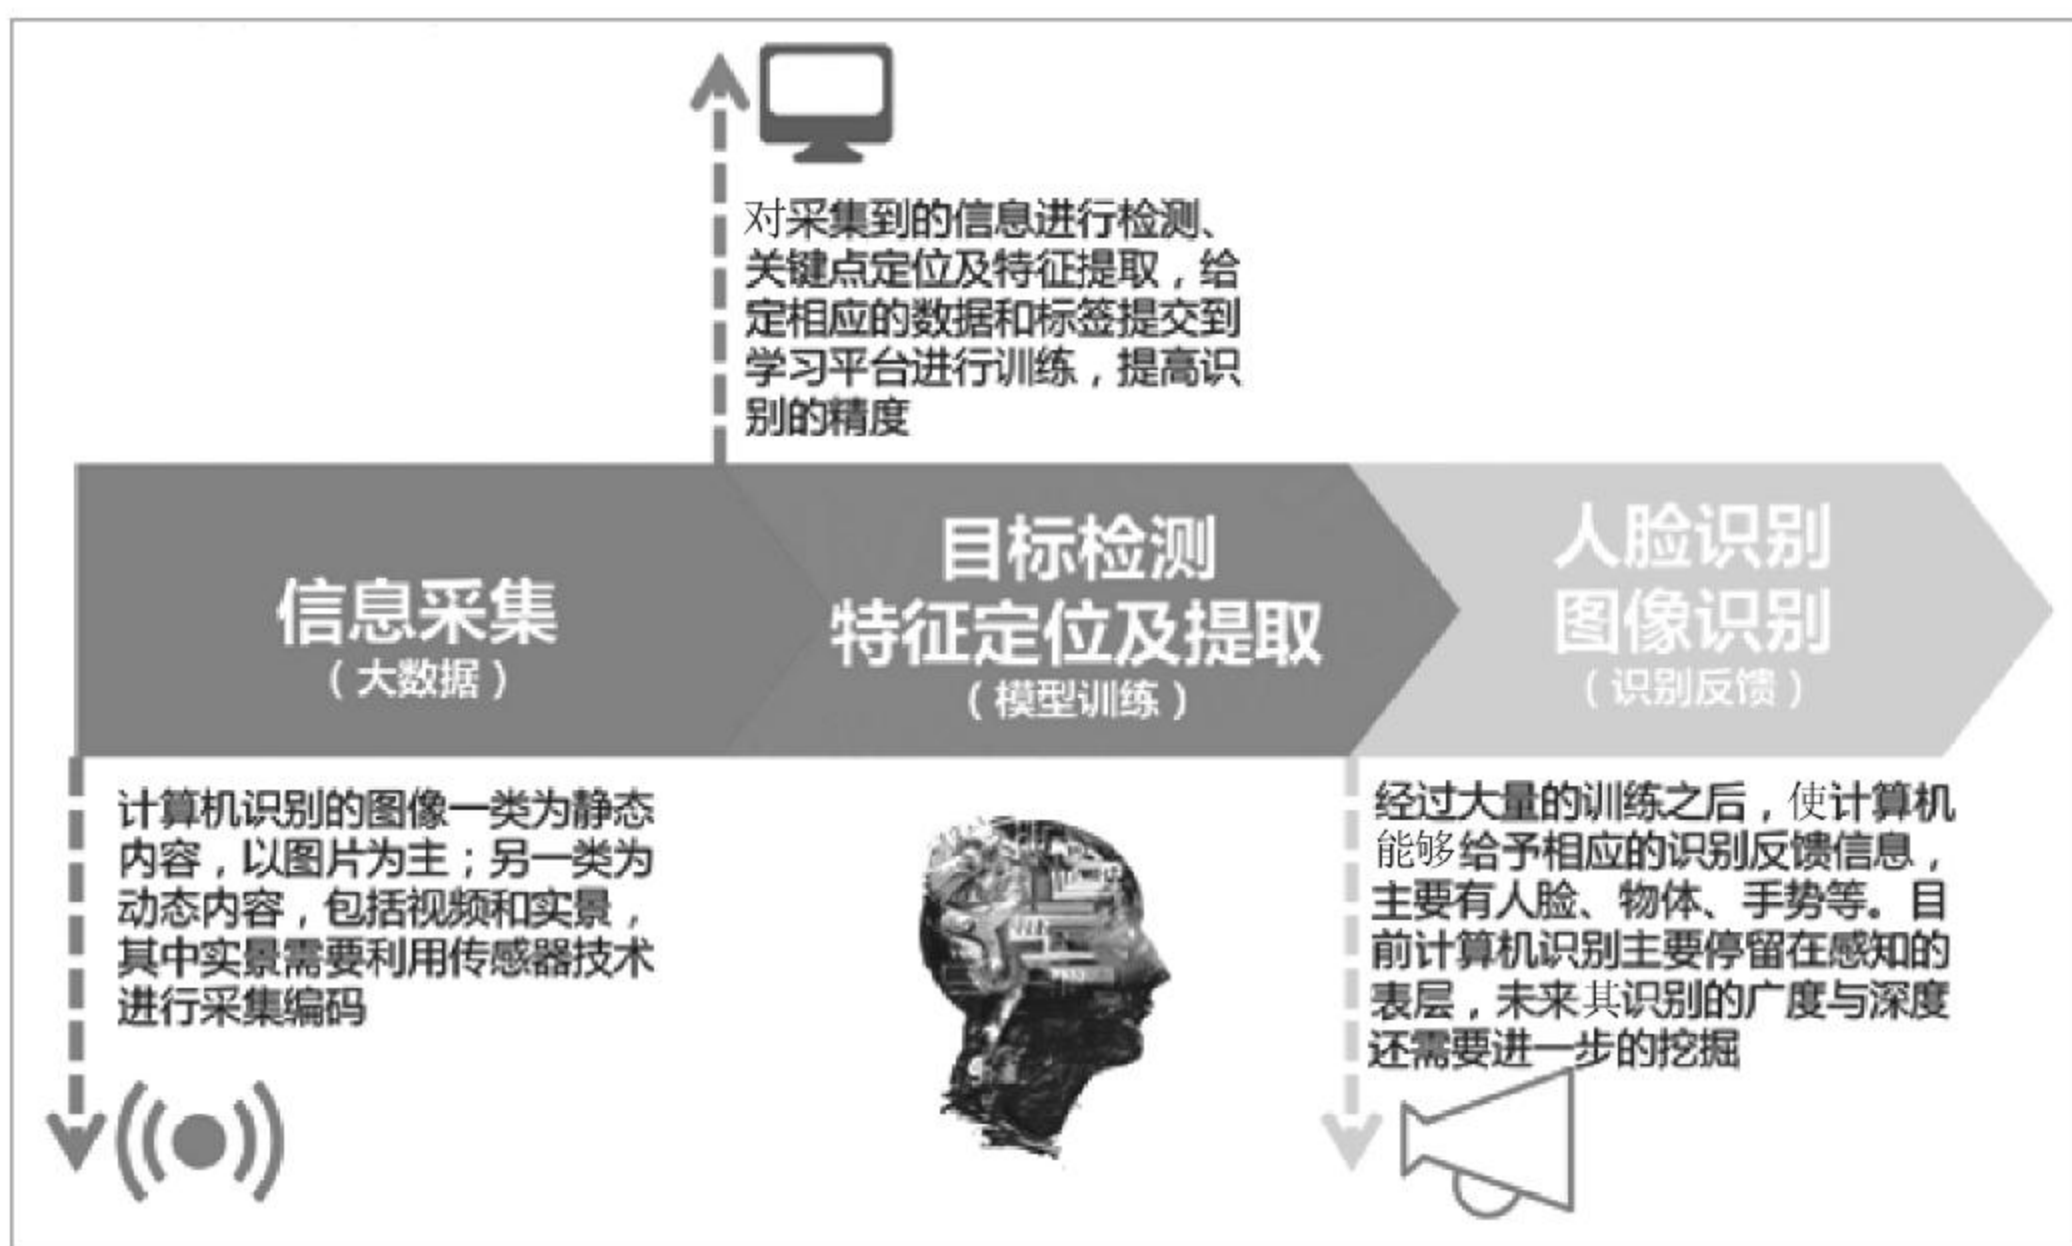 对采集到的信息进行检测、
关键点定位及特征提取，给
定相应的数据和标签提交到
学习平台进行训练，提高识
别的精度
信息采集
（大数据）
目标检测
特征定位及提取
（模型训练）
人脸识别
图像识别
（识别反馈）
计算机识别的图像一类为静态
内容，以图片为主；另一类为
动态内容，包括视频和实景，
其中实景需要利用传感器技术
进行采集编码
经过大量的训练之后，使计算机
能够给予相应的识别反馈信息，
主要有人脸、物体、手势等。目
前计算机识别主要停留在感知的
表层，未来其识别的广度与深度
还需要进一步的挖掘